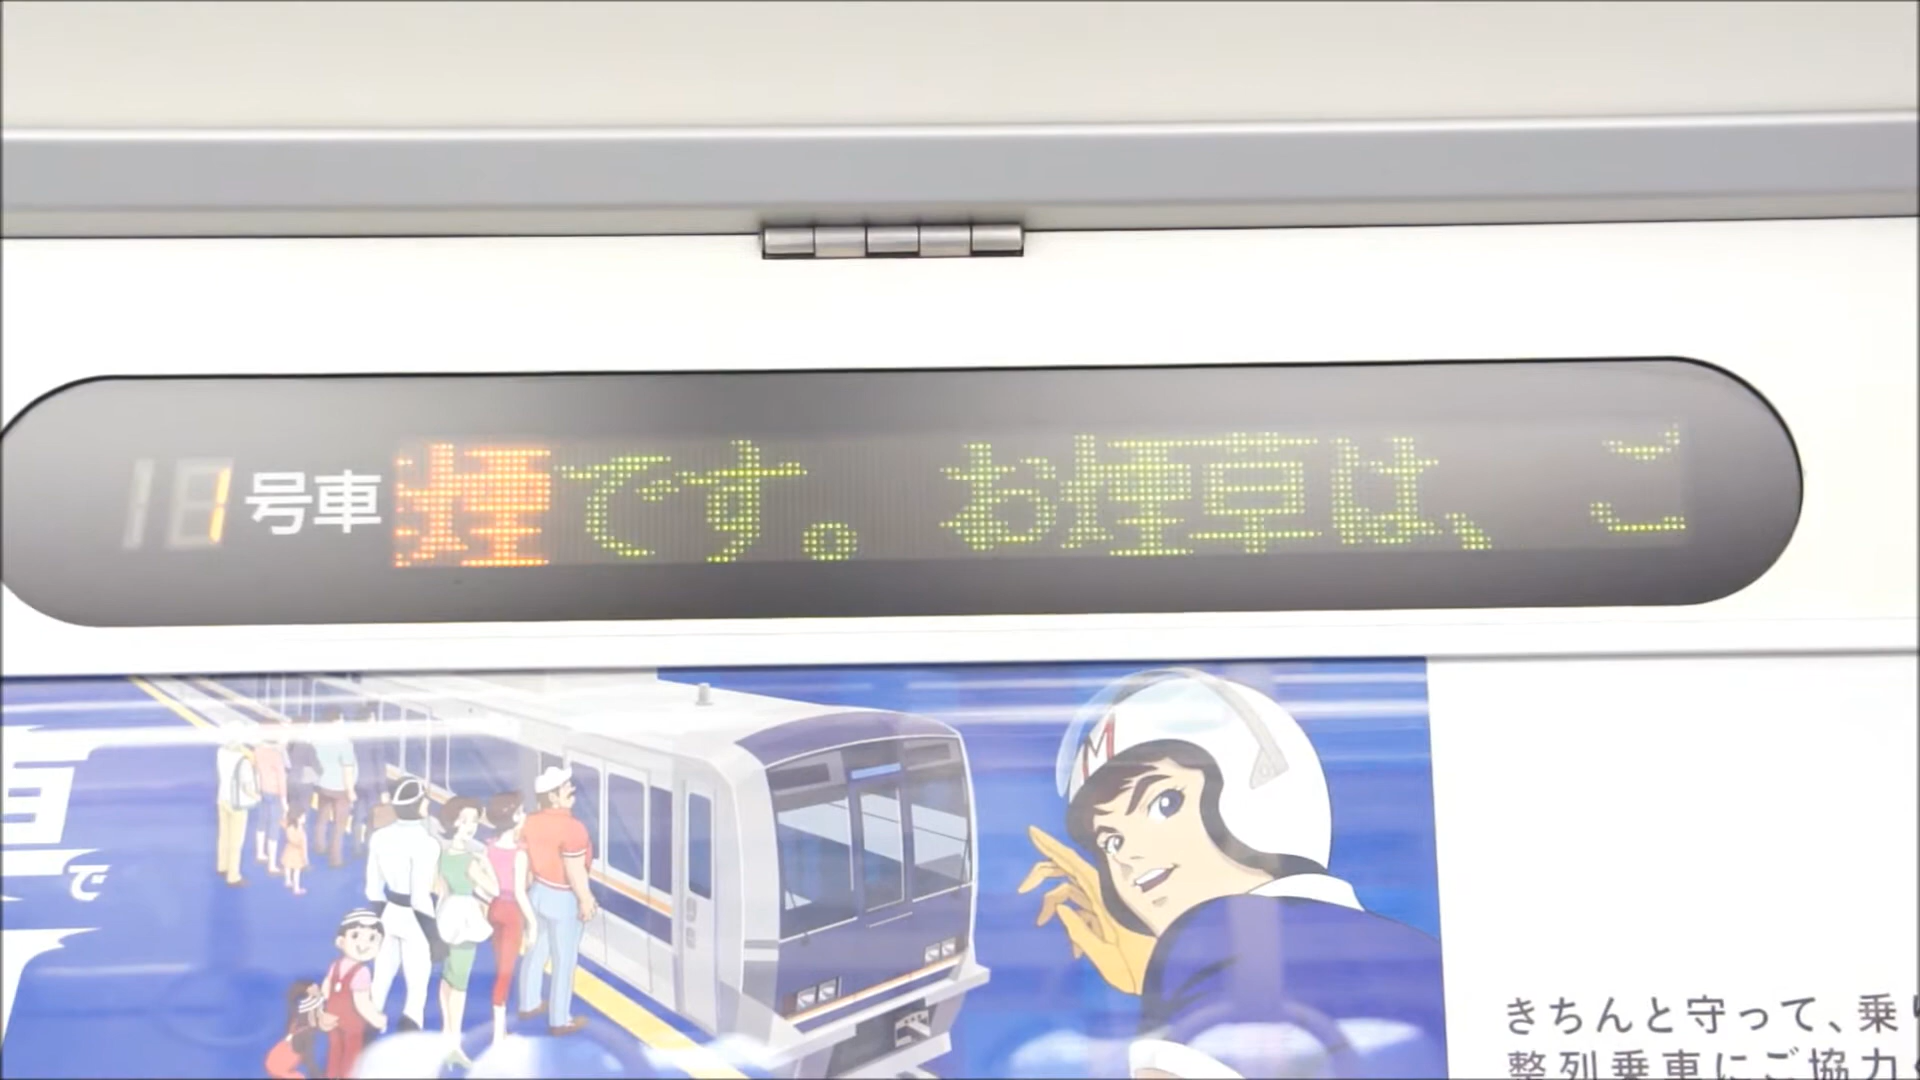 1号車 煙です。 お煙草は、 ご
で
M
きちんと守って、乗り
整列乗車にご協力